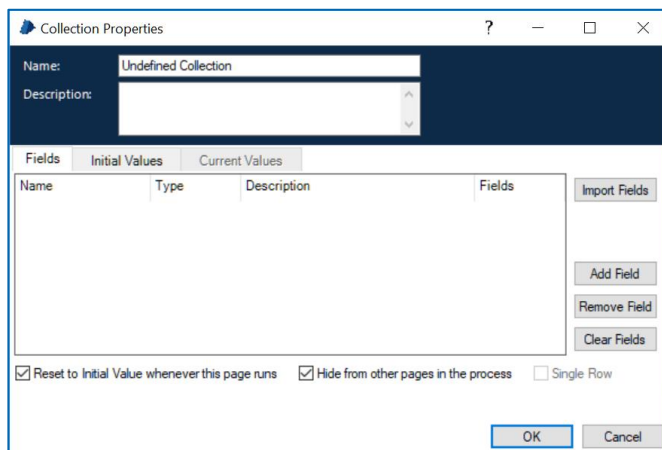 Collection Properties ?
Name: Undefined Collection
Description:
Fields Initial Values Current Values
Name Type Description Fields
Import Fields
Add Field
Remove Field
Clear Fields
Reset to Initial Value whenever this page runs Hide from other pages in the process Single Row
OK Cancel